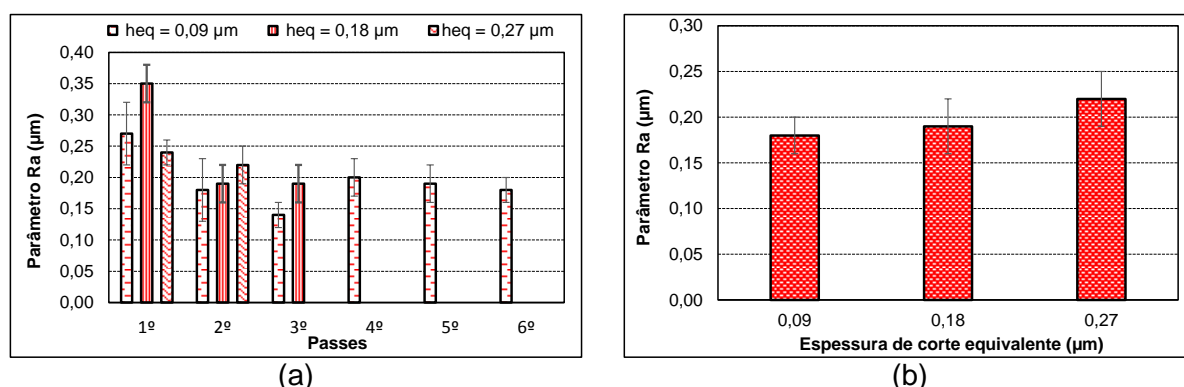 heq = 0,09 µm heq = 0,18 µm heq = 0,27 µm
Parâmetro Ra (µm)
0,40
0,35
0,30
0,25
0,20
0,15
0,10
0,05
0,00
1º 2º 3º 4º 5º 6º
Passes
(a)
Parâmetro Ra (µm)
0,30
0,25
0,20
0,15
0,10
0,05
0,00
0,09 0,18 0,27
Espessura de corte equivalente (µm)
(b)